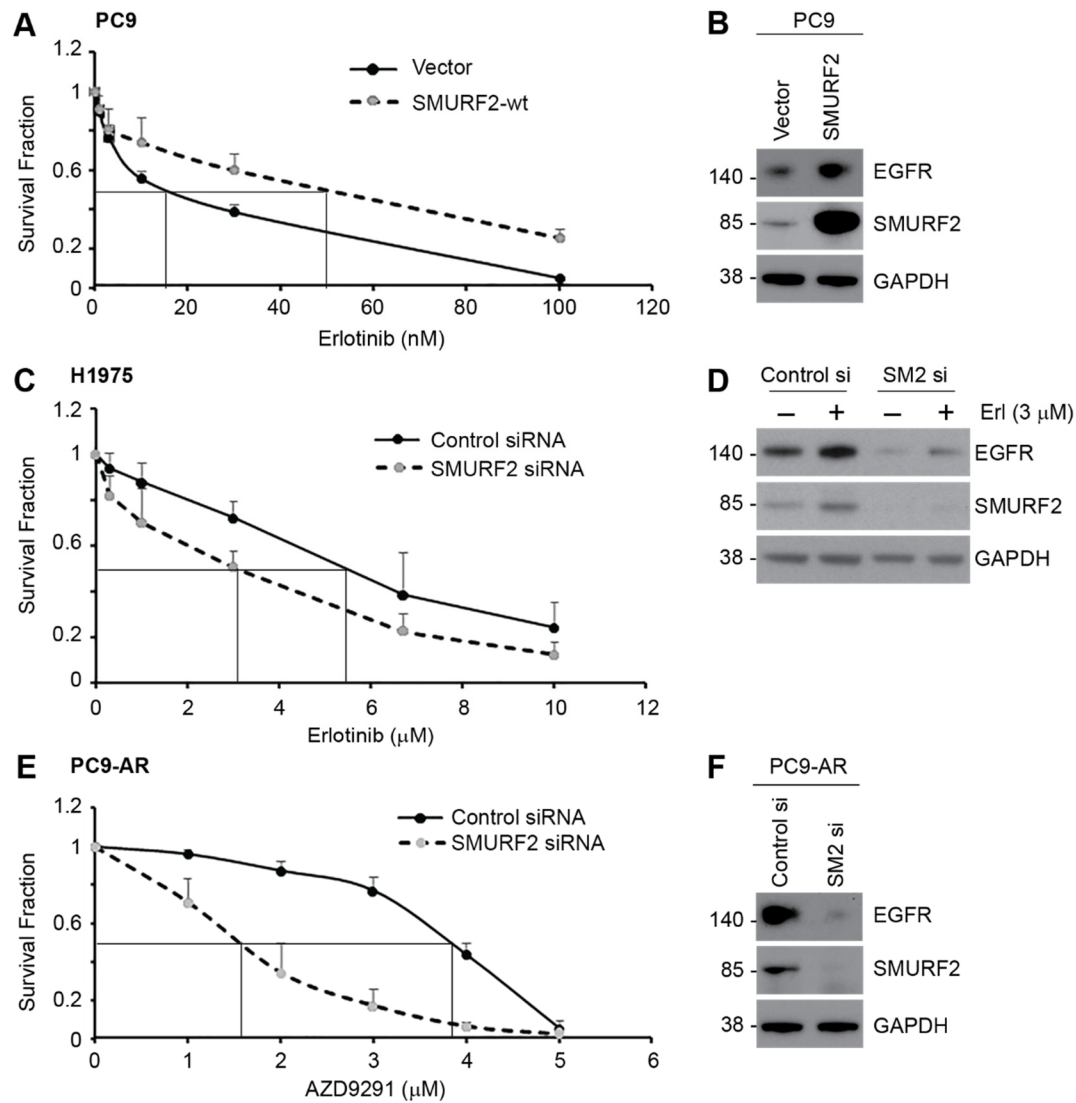 A PC9
1.2
1
0.6
0.2
0
Survival Fraction
Vector
SMURF2-wt
0 20 40 60 80 100 120
Erlotinib (nM)
B
PC9
Vector
SMURF2
140 - EGFR
85 - SMURF2
38 - GAPDH
C H1975
1.2
1
0.6
0.2
0
Survival Fraction
Control siRNA
SMURF2 siRNA
0 2 4 6 8 10 12
Erlotinib (μM)
D
Control si SM2 si
– + – + Erl (3 μM)
140 - EGFR
85 - SMURF2
38 - GAPDH
E PC9-AR
1.2
1
0.6
0.2
0
Survival Fraction
Control siRNA
SMURF2 siRNA
0 1 2 3 4 5 6
AZD9291 (μM)
F
PC9-AR
Control si
SM2 si
140 - EGFR
85 - SMURF2
38 - GAPDH